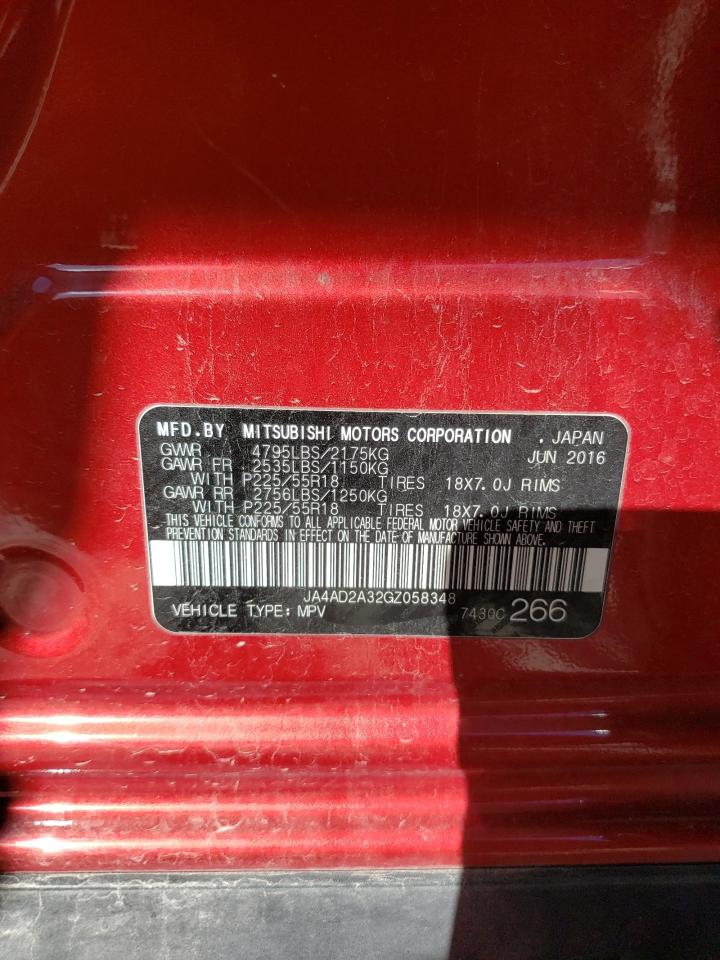 MFD.BY MITSUBISHI MOTORS CORPORATION . JAPAN
GVWR 4795LBS/2175KG JUN 2016
GAWR FR 2535LBS/1150KG
WITH P225/55R18 TIRES 18X7.0J RIMS
GAWR RR 2756LBS/1250KG
WITH P225/55R18 TIRES 18X7.0J RIMS
THIS VEHICLE CONFORMS TO ALL APPLICABLE FEDERAL MOTOR VEHICLE SAFETY AND THEFT
PREVENTION STANDARDS IN EFFECT ON THE DATE OF MANUFACTURE SHOWN ABOVE.
JA4AD2A32GZ058348
VEHICLE TYPE: MPV 7430C 266